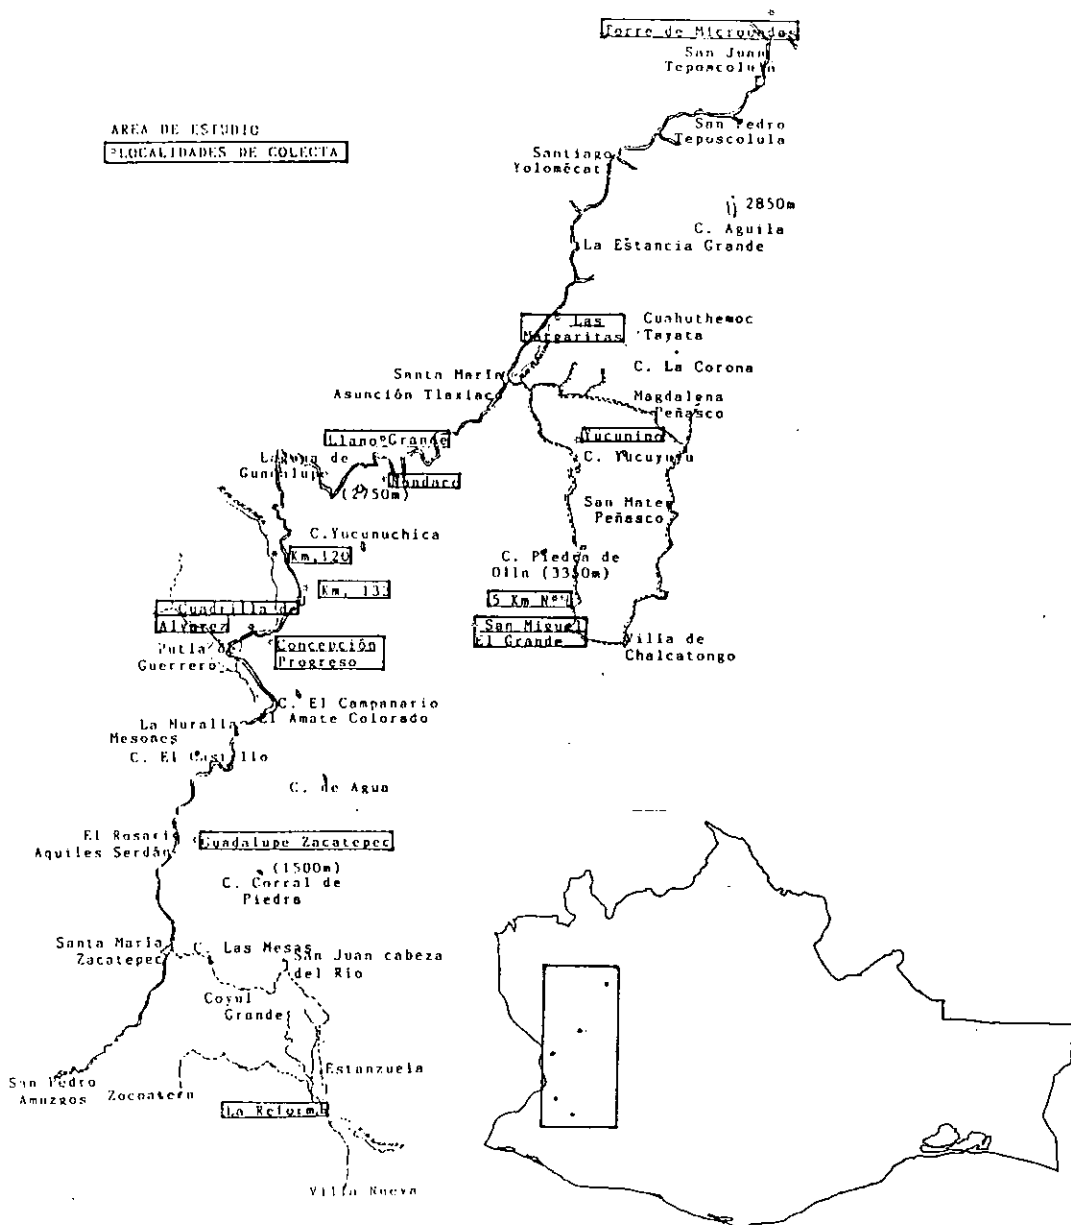 Torre de Microondas
San Juan
Teposcolula
AREA DE ESTUDIO
LOCALIDADES DE COLECTA
San Pedro
Teposcolula
Santiago
Yolomécatl
2850m
C. Aguila
La Estancia Grande
Las
Margaritas
Cuahuthemoc
Tayata
C. La Corona
Santa María
Asunción Tlaxiaco
Magdalena
Peñasco
Llano Grande
Yucunino
Laguna de
Guadalupe
C. Yucuyuyu
Nundaco
(2750m)
San Mateo
Peñasco
C.Yucunuchica
Km,120
C. Piedra de
Olla (3350m)
Km, 133
5 Km
Cuadrilla de
Alvarez
San Miguel
El Grande
Putla de
Guerrero
Concepción
Progreso
Villa de
Chalcatongo
C. El Campanario
El Amate Colorado
La Muralla
Mesones
C. El Castillo
C. de Agua
El Rosario
Aquiles Serdán
Guadalupe Zacatepec
(1500m)
C. Corral de
Piedra
Santa María
Zacatepec
C. Las Mesas
San Juan cabeza
del Río
Coyul
Grande
Estanzuela
San Pedro
Amuzgos
La Reforma
Villa Nueva